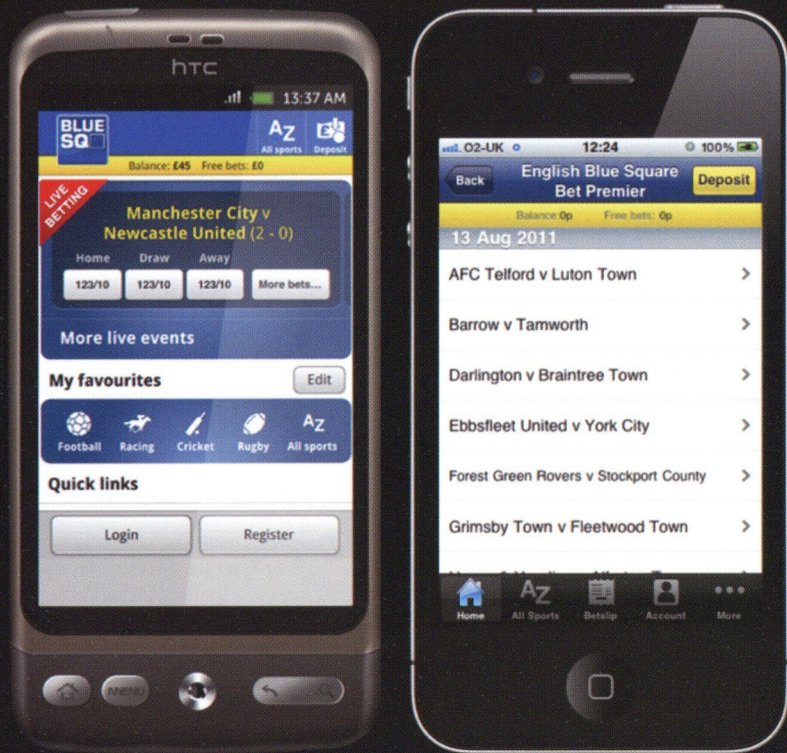 hTC
13:37 AM
BLUE
SQ
AZ
All sports
Deposit
Balance: £45 Free bets: £0
LIVE
BETTING
Manchester City v
Newcastle United (2 - 0)
Home Draw Away
123/10 123/10 123/10 More bets...
More live events
My favourites Edit
Football Racing Cricket Rugby AZ All sports
Quick links
Login Register
MENU
O2-UK 12:24 100%
Back English Blue Square Bet Premier Deposit
Balance: 0p Free bets: 0p
13 Aug 2011
AFC Telford v Luton Town
Barrow v Tamworth
Darlington v Braintree Town
Ebbsfleet United v York City
Forest Green Rovers v Stockport County
Grimsby Town v Fleetwood Town
AZ
Home All Sports Betslip Account More